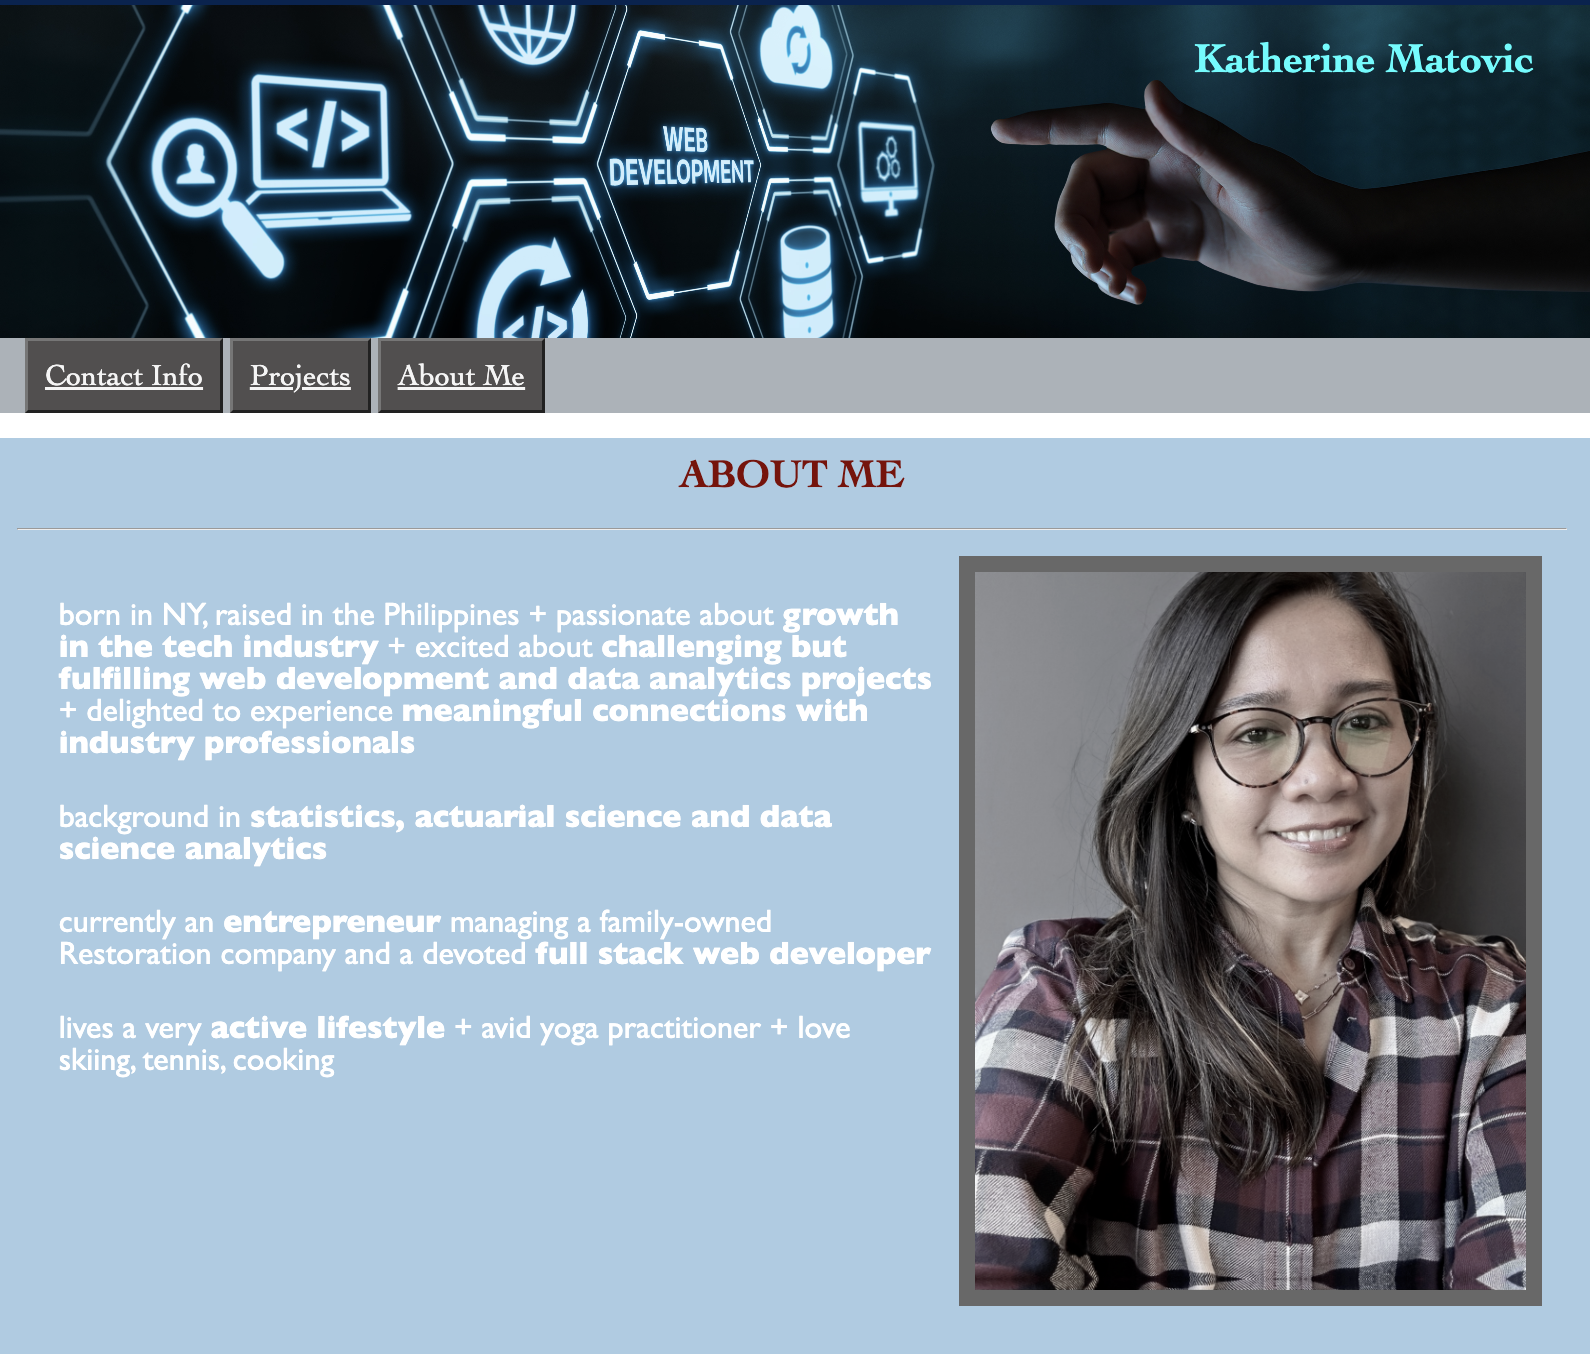 Katherine Matovic
</>
WEB
DEVELOPMENT
</>
Contact Info Projects About Me
ABOUT ME
born in NY, raised in the Philippines + passionate about growth
in the tech industry + excited about challenging but
fulfilling web development and data analytics projects
+ delighted to experience meaningful connections with
industry professionals
background in statistics, actuarial science and data
science analytics
currently an entrepreneur managing a family-owned
Restoration company and a devoted full stack web developer
lives a very active lifestyle + avid yoga practitioner + love
skiing, tennis, cooking